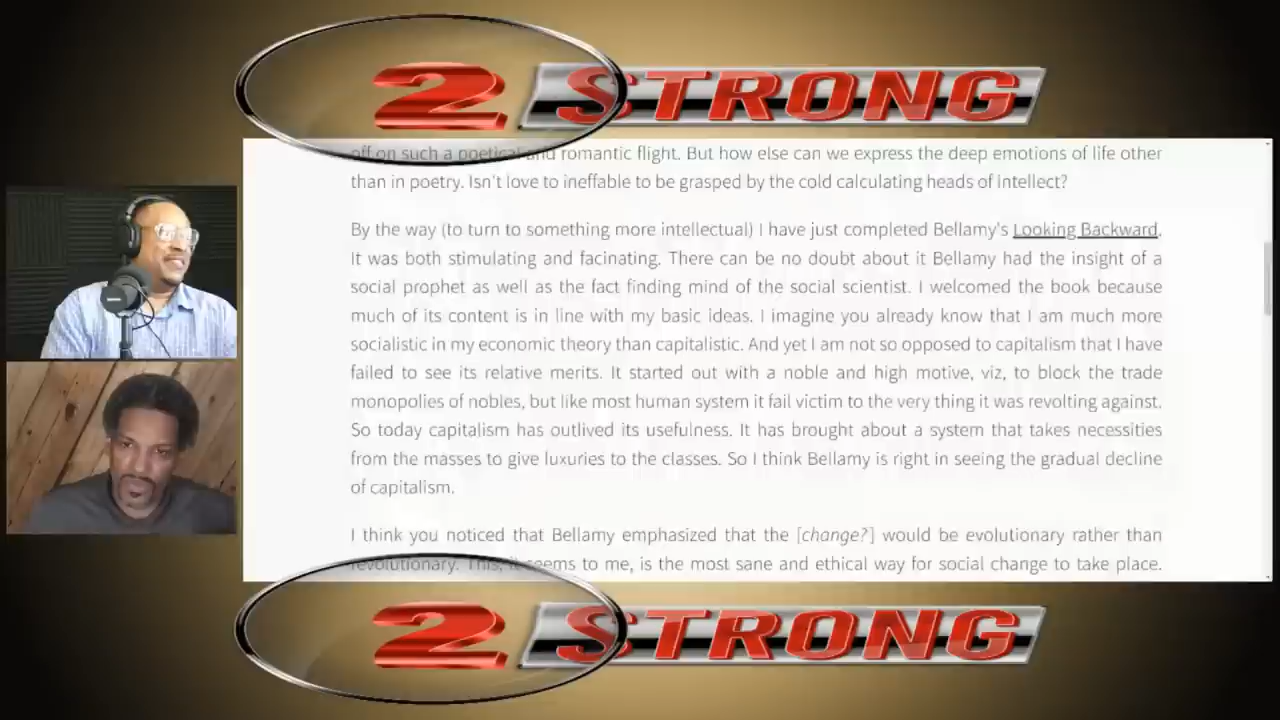 2 STRONG
off on such a poetical and romantic flight. But how else can we express the deep emotions of life other
than in poetry. Isn't love to ineffable to be grasped by the cold calculating heads of intellect?
By the way (to turn to something more intellectual) I have just completed Bellamy's Looking Backward.
It was both stimulating and facinating. There can be no doubt about it Bellamy had the insight of a
social prophet as well as the fact finding mind of the social scientist. I welcomed the book because
much of its content is in line with my basic ideas. I imagine you already know that I am much more
socialistic in my economic theory than capitalistic. And yet I am not so opposed to capitalism that I have
failed to see its relative merits. It started out with a noble and high motive, viz, to block the trade
monopolies of nobles, but like most human system it fail victim to the very thing it was revolting against.
So today capitalism has outlived its usefulness. It has brought about a system that takes necessities
from the masses to give luxuries to the classes. So I think Bellamy is right in seeing the gradual decline
of capitalism.
I think you noticed that Bellamy emphasized that the [change?] would be evolutionary rather than
revolutionary. This, it seems to me, is the most sane and ethical way for social change to take place.
2 STRONG